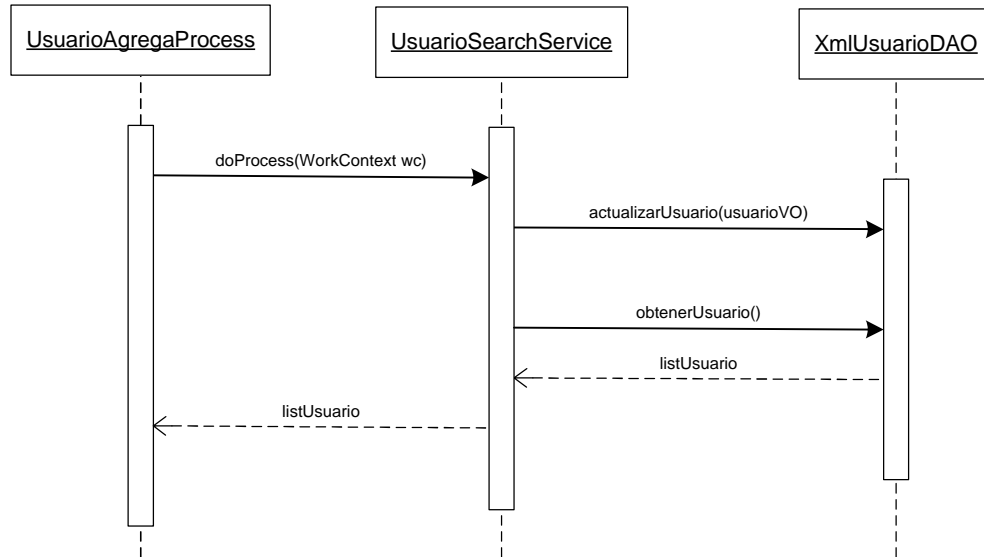 UsuarioAgregaProcess
UsuarioSearchService
XmlUsuarioDAO
doProcess(WorkContext wc)
actualizarUsuario(usuarioVO)
obtenerUsuario()
listUsuario
listUsuario